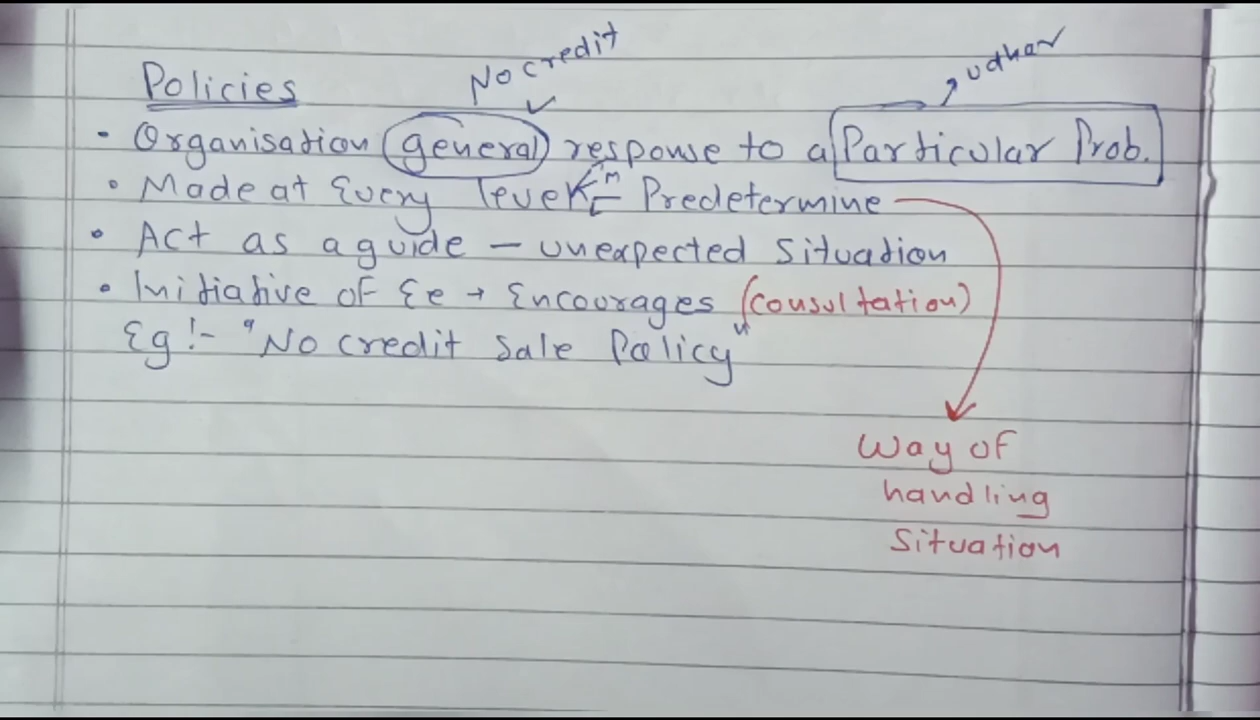 No credit
udhar
Policies
• Organisation general response to a Particular Prob.
• Made at Every level Predetermine
• Act as a guide – unexpected Situation
• Initiative of Ee → Encourages (consultation)
Eg:- "No credit Sale Policy"
Way of
handling
Situation